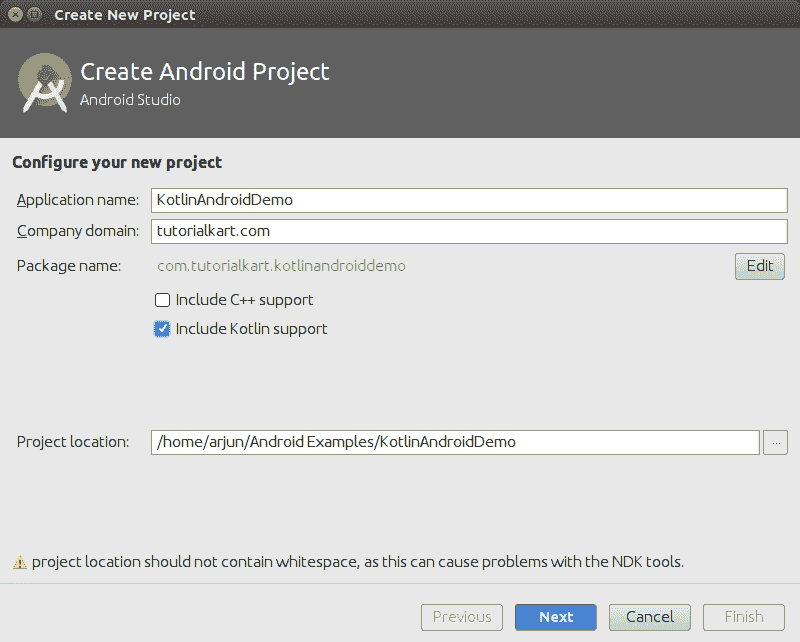 Create New Project
Create Android Project
Android Studio
Configure your new project
Application name: KotlinAndroidDemo
Company domain: tutorialkart.com
Package name: com.tutorialkart.kotlinandroiddemo Edit
Include C++ support
Include Kotlin support
Project location: /home/arjun/Android Examples/KotlinAndroidDemo ...
project location should not contain whitespace, as this can cause problems with the NDK tools.
Previous Next Cancel Finish